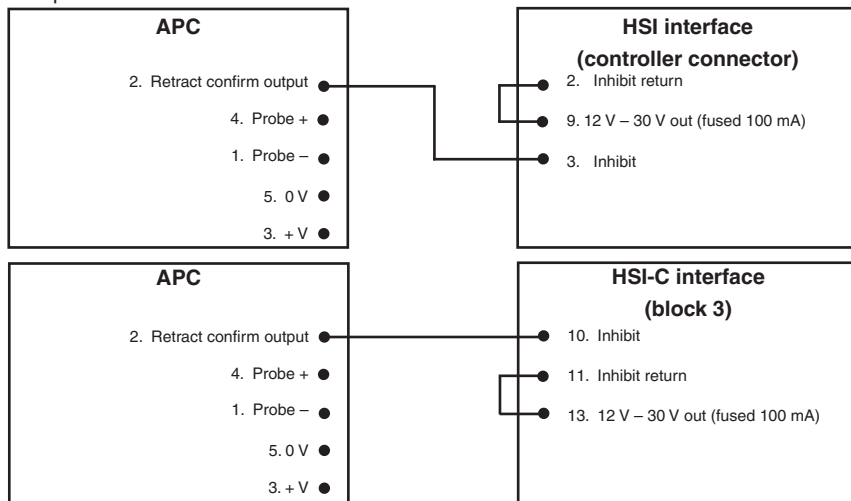 APC
2. Retract confirm output
4. Probe +
1. Probe –
5. 0 V
3. + V
HSI interface
(controller connector)
2. Inhibit return
9. 12 V – 30 V out (fused 100 mA)
3. Inhibit
APC
2. Retract confirm output
4. Probe +
1. Probe –
5. 0 V
3. + V
HSI-C interface
(block 3)
10. Inhibit
11. Inhibit return
13. 12 V – 30 V out (fused 100 mA)